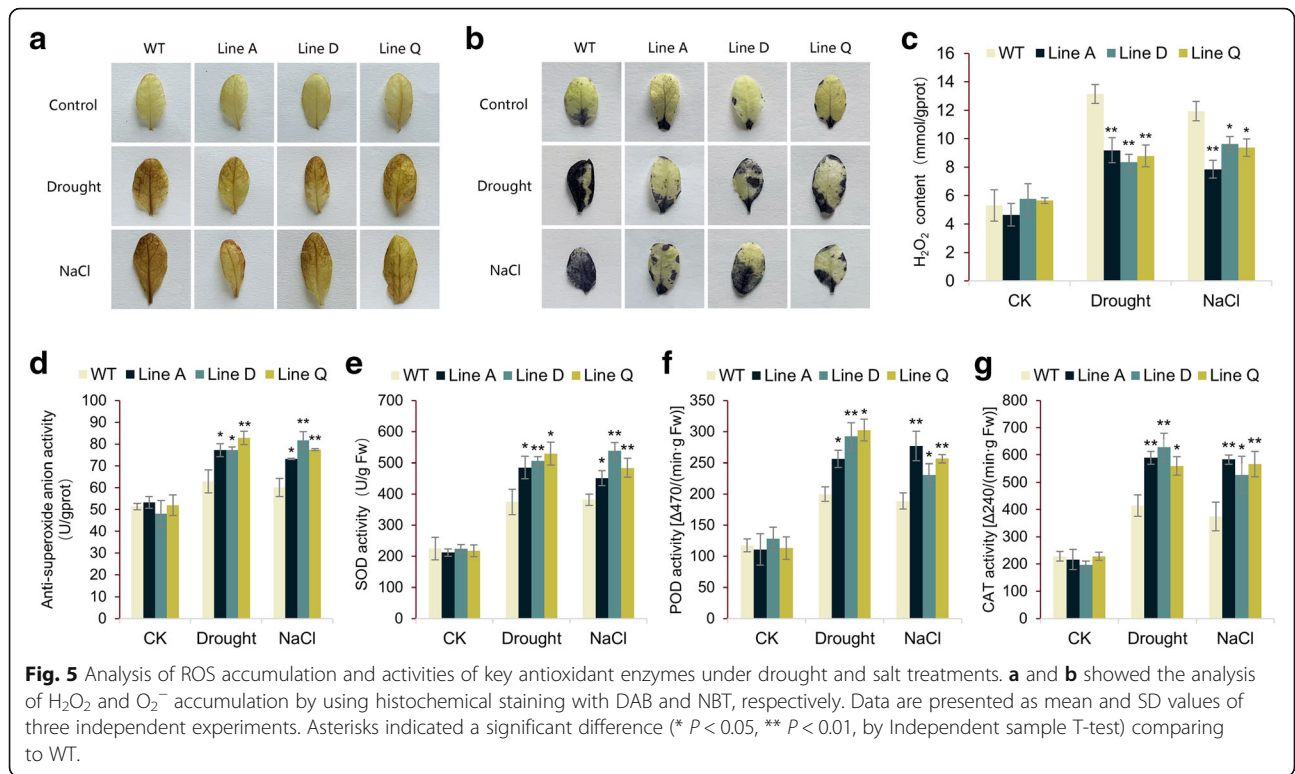 a
WT Line A Line D Line Q
Control
Drought
NaCl
b
WT Line A Line D Line Q
Control
Drought
NaCl
c
WT Line A Line D Line Q
H₂O₂ content (mmol/gprot)
16
14
12
10
8
6
4
2
0
** ** ** ** * *
CK Drought NaCl
d
WT Line A Line D Line Q
Anti-superoxide anion activity
(U/gprot)
100
90
80
70
60
50
40
30
20
10
0
* * ** * ** **
CK Drought NaCl
e
WT Line A Line D Line Q
SOD activity (U/g Fw)
700
600
500
400
300
200
100
0
* ** * * ** **
CK Drought NaCl
f
WT Line A Line D Line Q
POD activity [Δ470/(min·g Fw)]
350
300
250
200
150
100
50
0
* ** * ** * **
CK Drought NaCl
g
WT Line A Line D Line Q
CAT activity [Δ240/(min·g Fw)]
800
700
600
500
400
300
200
100
0
** ** * ** * **
CK Drought NaCl
Fig. 5 Analysis of ROS accumulation and activities of key antioxidant enzymes under drought and salt treatments. a and b showed the analysis
of H₂O₂ and O₂⁻ accumulation by using histochemical staining with DAB and NBT, respectively. Data are presented as mean and SD values of
three independent experiments. Asterisks indicated a significant difference (* P < 0.05, ** P < 0.01, by Independent sample T-test) comparing
to WT.